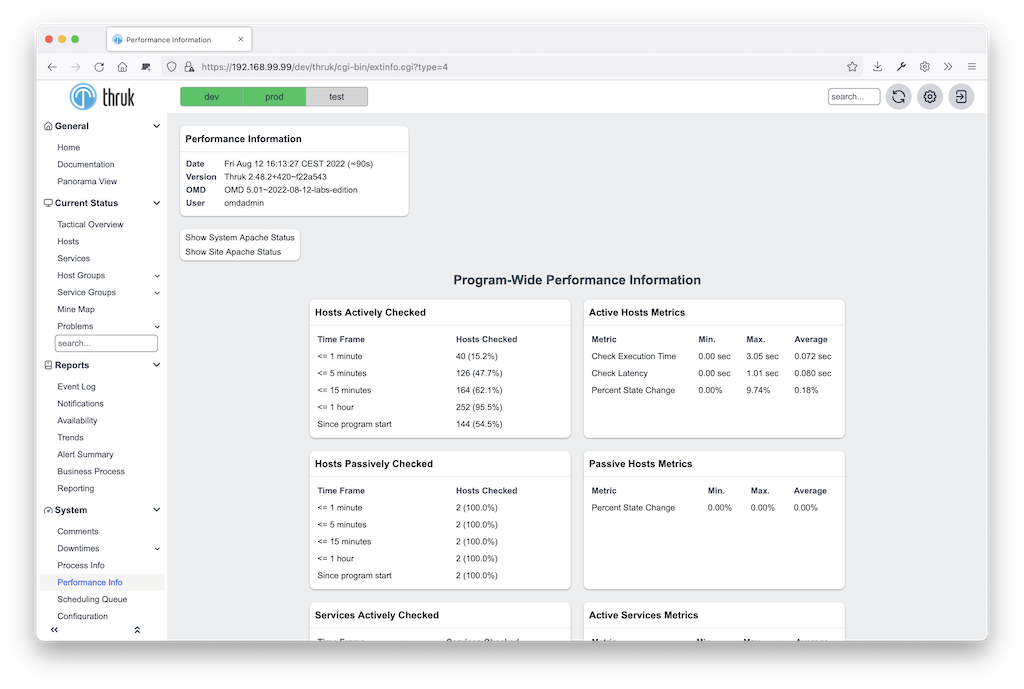 Performance Information
https://192.168.99.99/dev/thruk/cgi-bin/extinfo.cgi?type=4
thruk
dev prod test
search...
General
Home
Documentation
Panorama View
Current Status
Tactical Overview
Hosts
Services
Host Groups
Service Groups
Mine Map
Problems
search...
Reports
Event Log
Notifications
Availability
Trends
Alert Summary
Business Process
Reporting
System
Comments
Downtimes
Process Info
Performance Info
Scheduling Queue
Configuration
Performance Information
Date Fri Aug 12 16:13:27 CEST 2022 (∞90s)
Version Thruk 2.48.2+420~f22a543
OMD OMD 5.01~2022-08-12-labs-edition
User omdadmin
Show System Apache Status
Show Site Apache Status
Program-Wide Performance Information
Hosts Actively Checked
Time Frame Hosts Checked
<= 1 minute 40 (15.2%)
<= 5 minutes 126 (47.7%)
<= 15 minutes 164 (62.1%)
<= 1 hour 252 (95.5%)
Since program start 144 (54.5%)
Active Hosts Metrics
Metric Min. Max. Average
Check Execution Time 0.00 sec 3.05 sec 0.072 sec
Check Latency 0.00 sec 1.01 sec 0.080 sec
Percent State Change 0.00% 9.74% 0.18%
Hosts Passively Checked
Time Frame Hosts Checked
<= 1 minute 2 (100.0%)
<= 5 minutes 2 (100.0%)
<= 15 minutes 2 (100.0%)
<= 1 hour 2 (100.0%)
Since program start 2 (100.0%)
Passive Hosts Metrics
Metric Min. Max. Average
Percent State Change 0.00% 0.00% 0.00%
Services Actively Checked
Time Frame Services Checked
Active Services Metrics
Metric Min. Max. Average